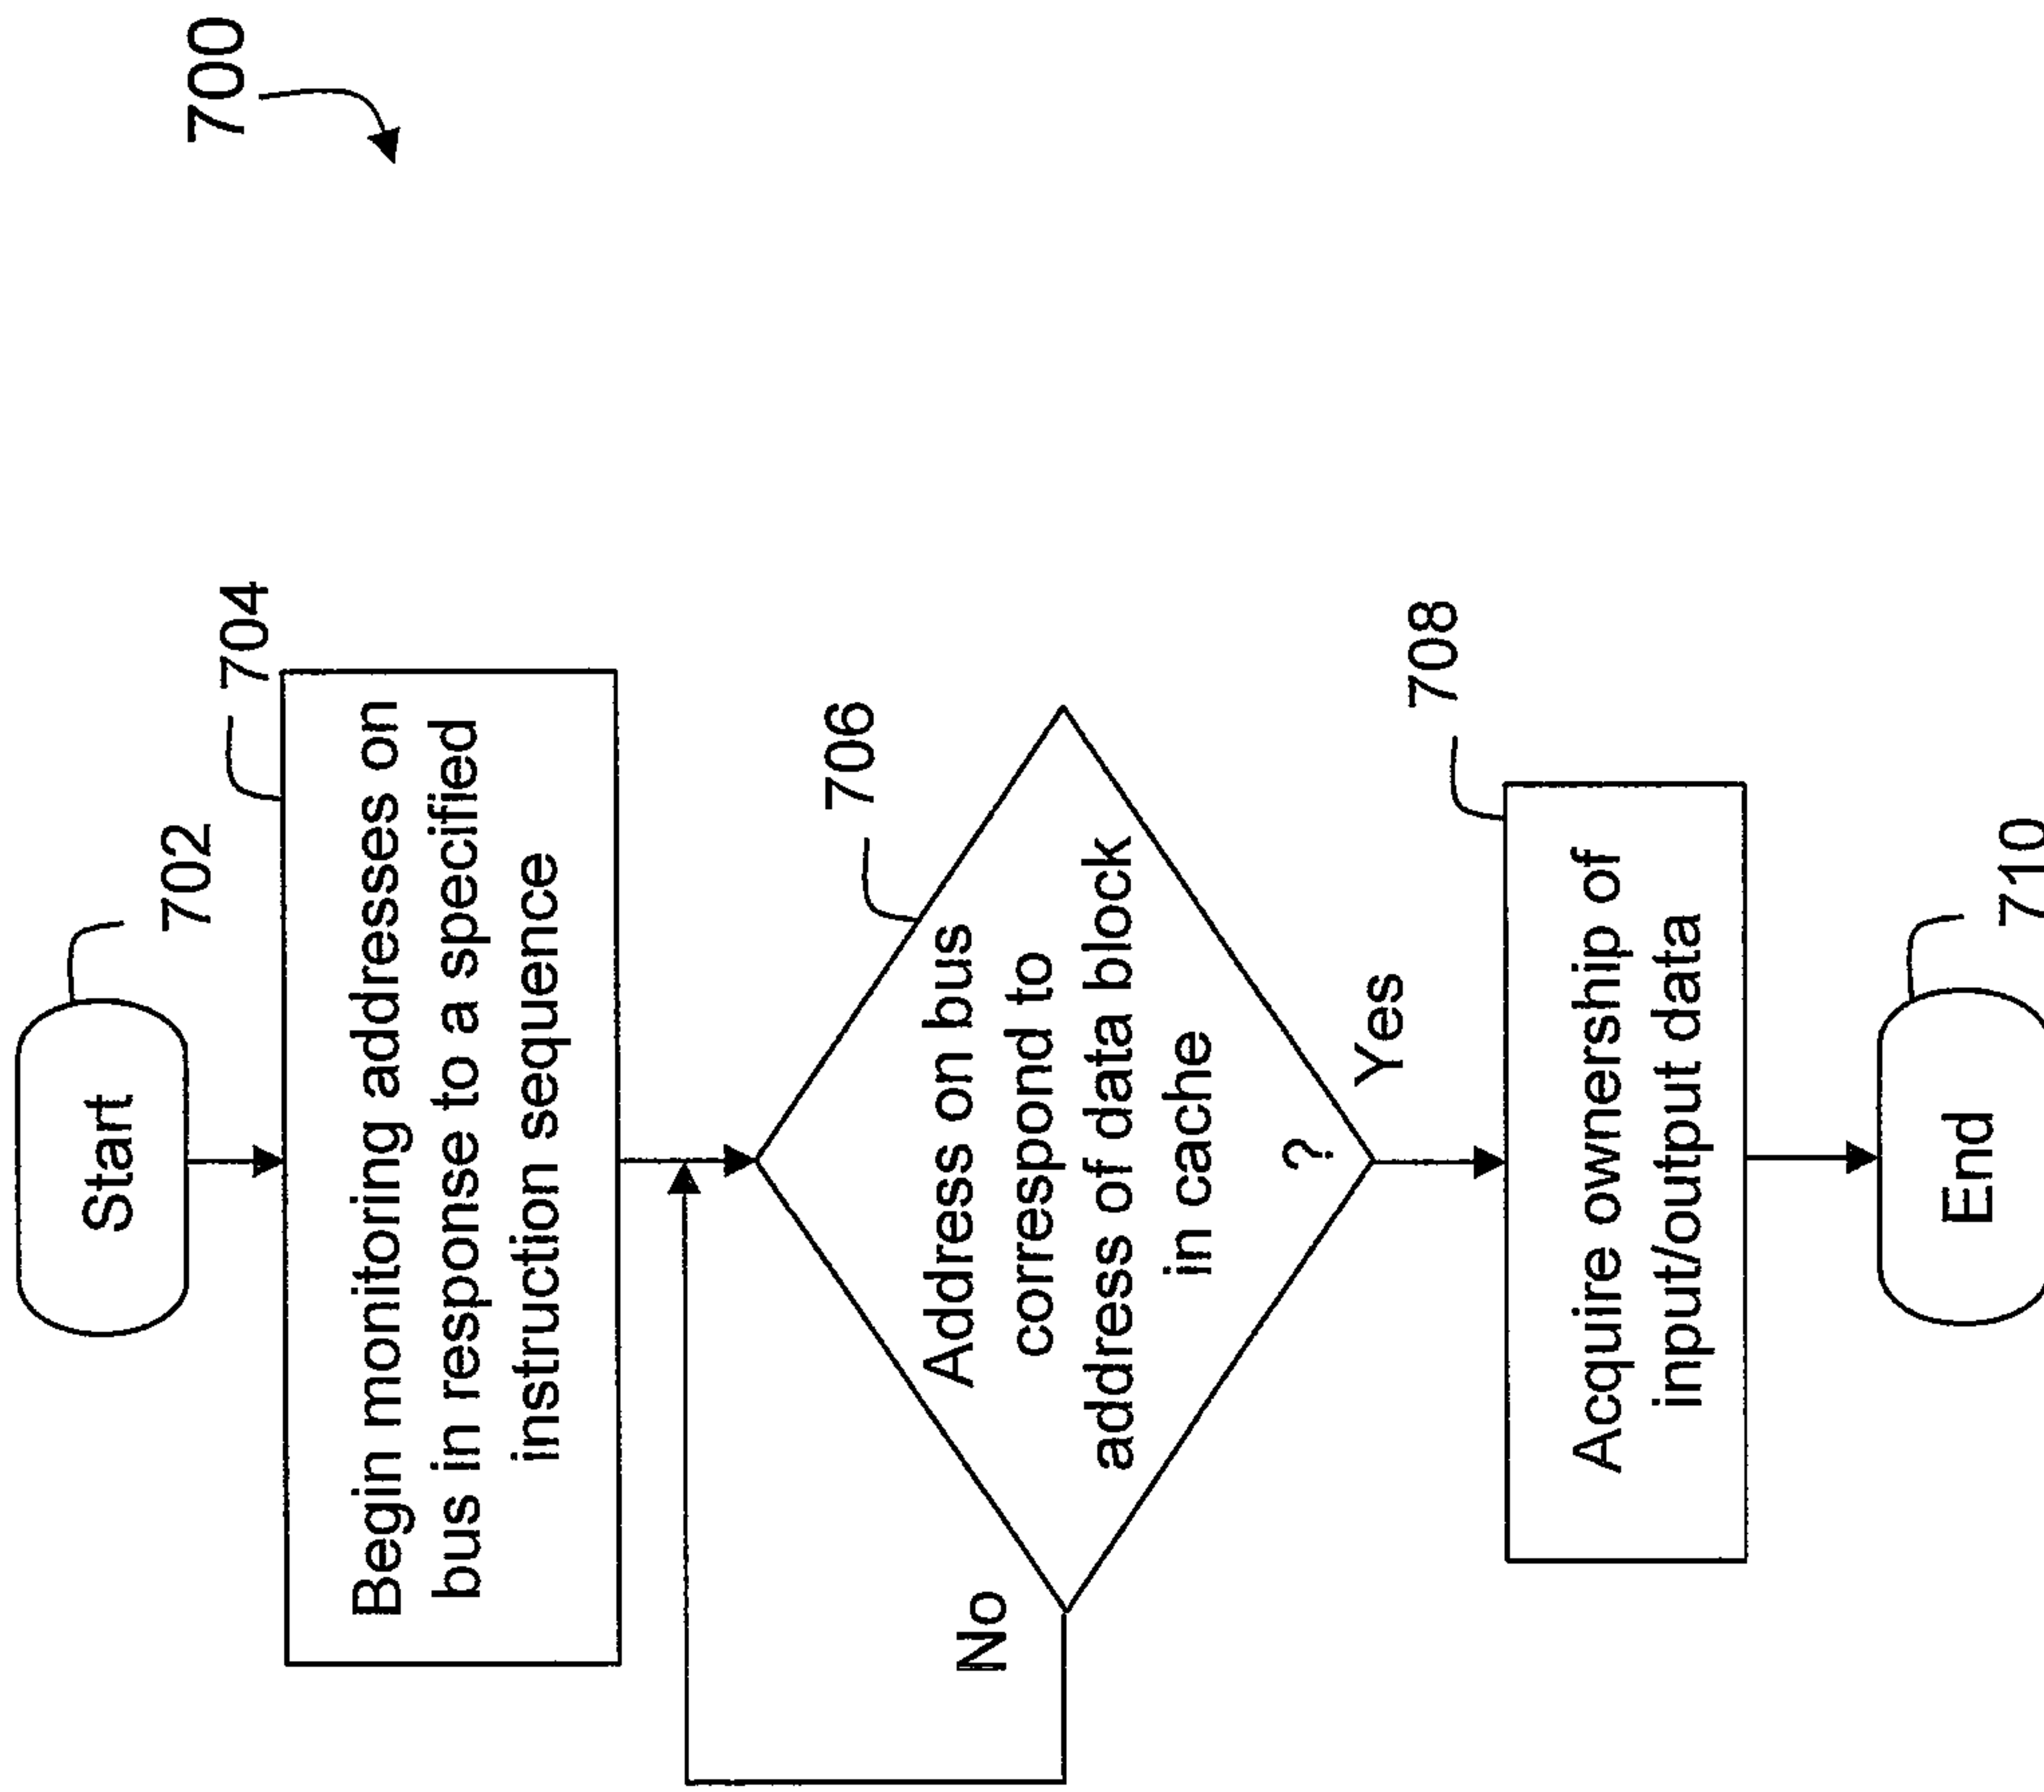 700
Start
702
704
Begin monitoring addresses on
bus in response to a specified
instruction sequence
706
Address on bus
correspond to
address of data block
in cache
?
No
Yes
708
Acquire ownership of
input/output data
710
End